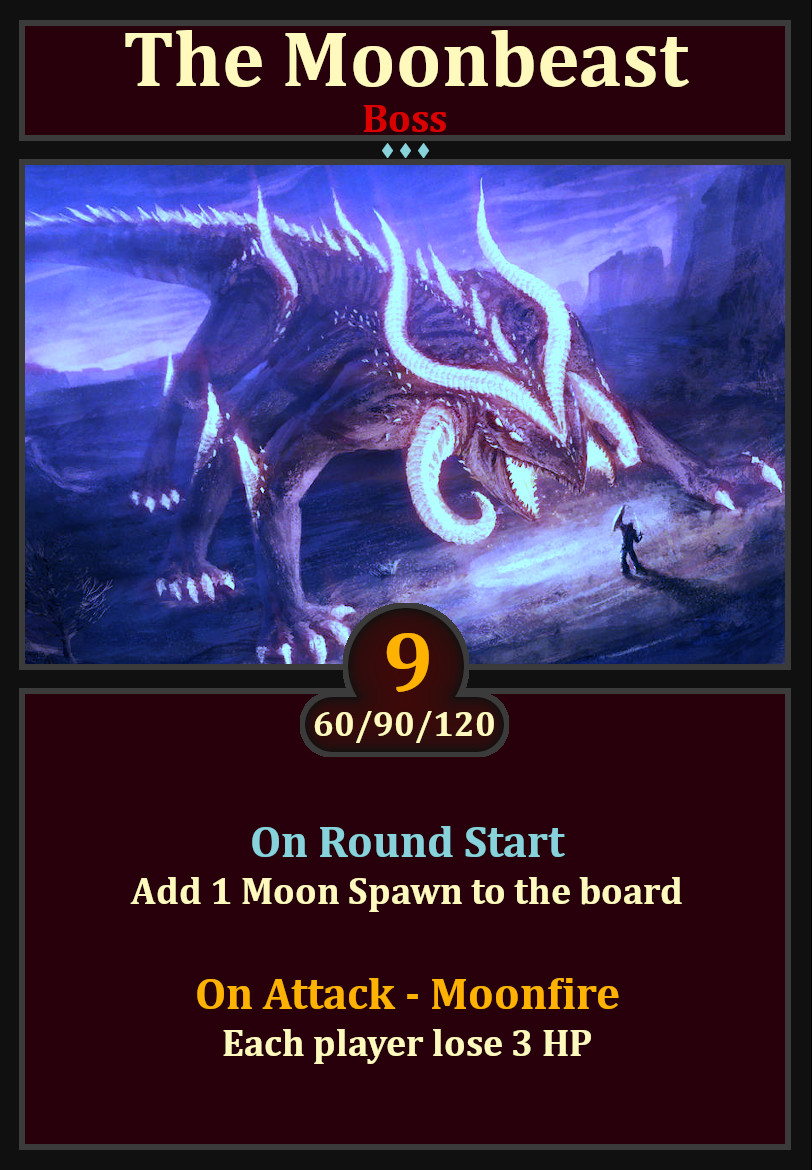 The Moonbeast
Boss
9
60/90/120
On Round Start
Add 1 Moon Spawn to the board
On Attack - Moonfire
Each player lose 3 HP